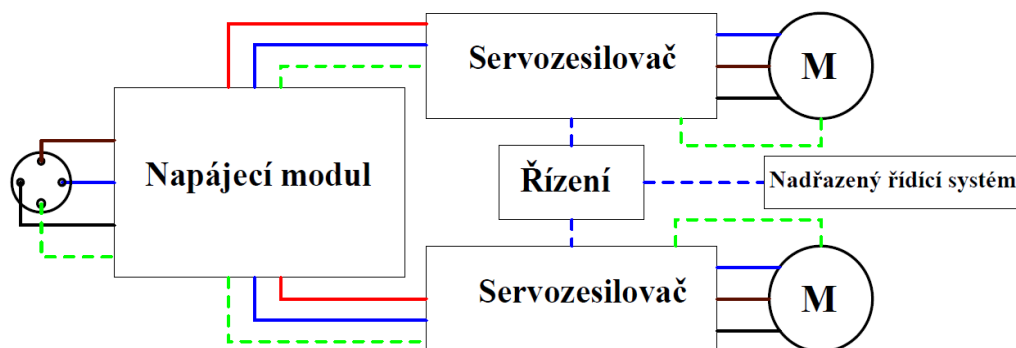 Servozesilovač
M
Napájecí modul
Řízení
Nadřazený řídící systém
Servozesilovač
M